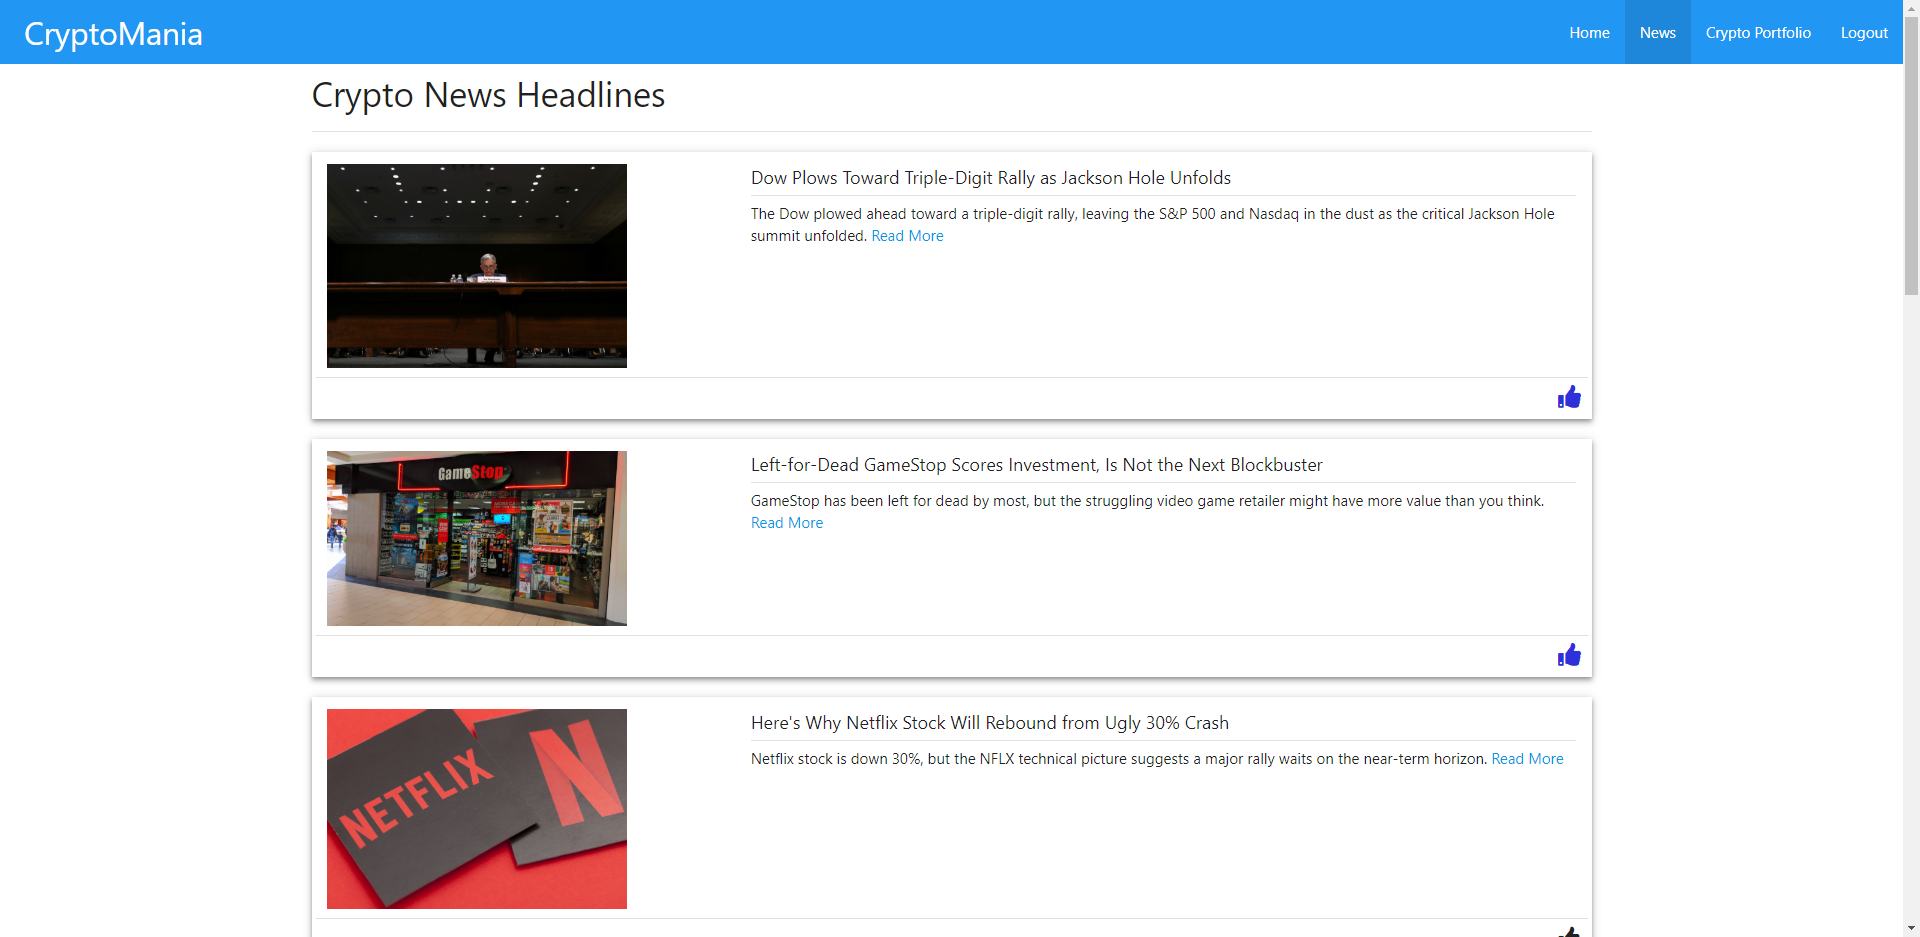 CryptoMania
Home
News
Crypto Portfolio
Logout
Crypto News Headlines
Dow Plows Toward Triple-Digit Rally as Jackson Hole Unfolds
The Dow plowed ahead toward a triple-digit rally, leaving the S&P 500 and Nasdaq in the dust as the critical Jackson Hole
summit unfolded. Read More
GameStop
Left-for-Dead GameStop Scores Investment, Is Not the Next Blockbuster
GameStop has been left for dead by most, but the struggling video game retailer might have more value than you think.
Read More
NETFLIX
N
Here's Why Netflix Stock Will Rebound from Ugly 30% Crash
Netflix stock is down 30%, but the NFLX technical picture suggests a major rally waits on the near-term horizon. Read More